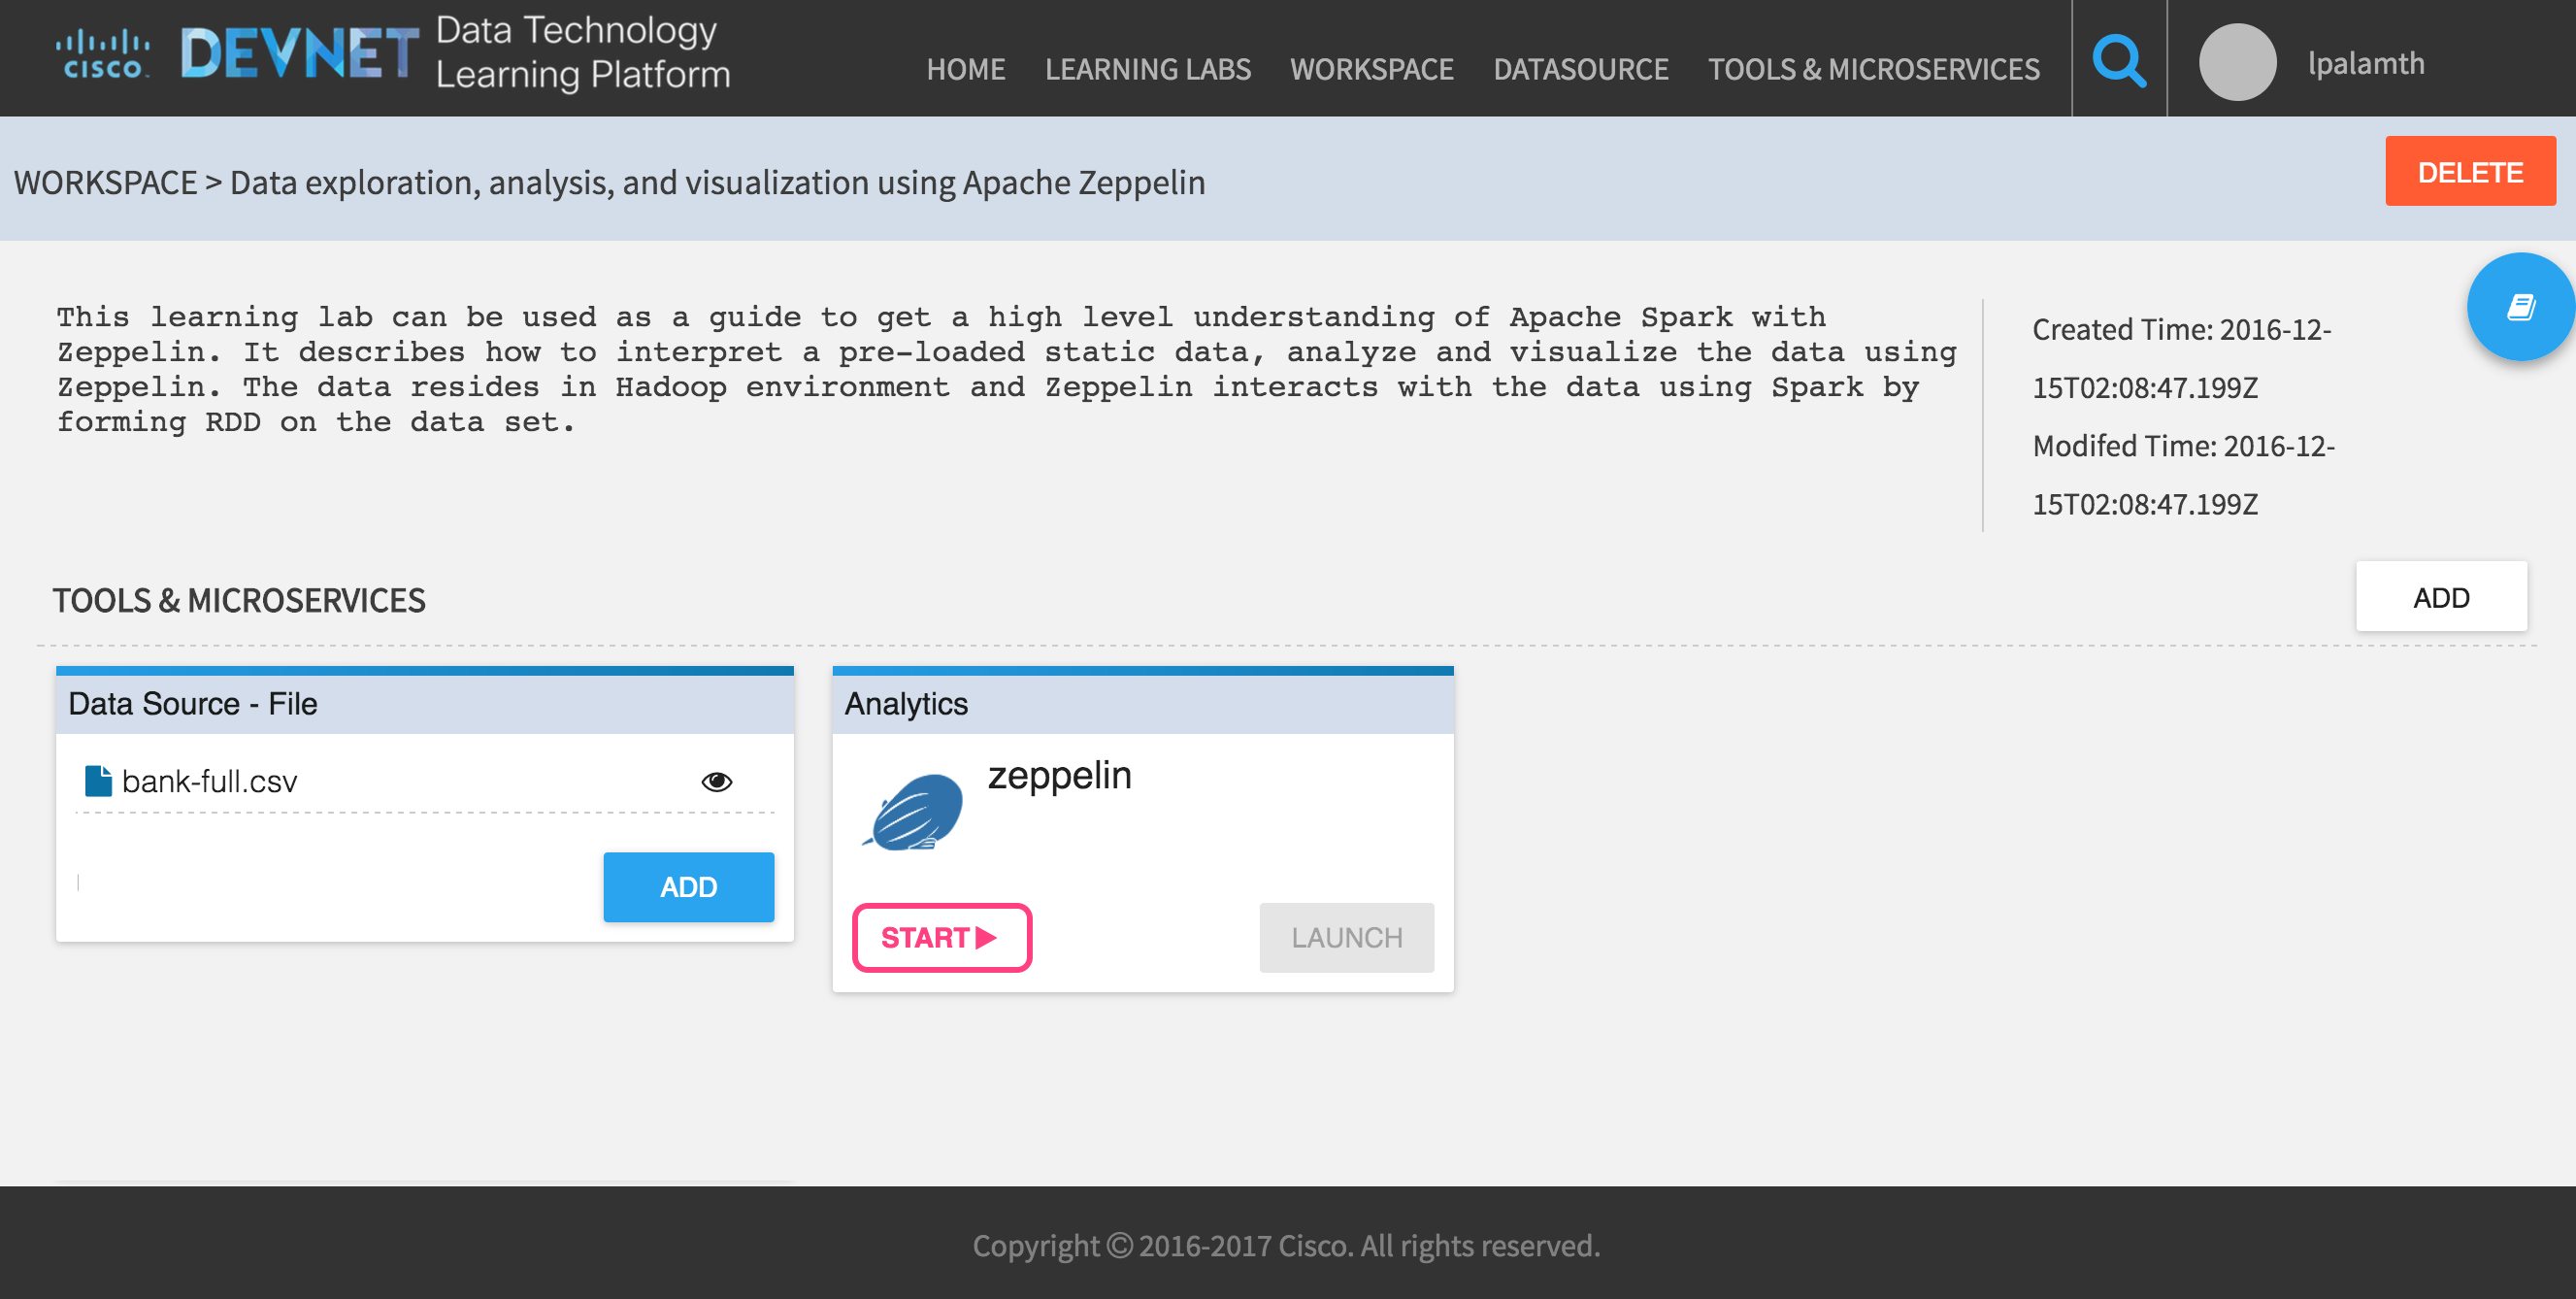 CISCO
DEVNET
Data Technology
Learning Platform
HOME LEARNING LABS WORKSPACE DATASOURCE TOOLS & MICROSERVICES lpalamth
WORKSPACE > Data exploration, analysis, and visualization using Apache Zeppelin
DELETE
This learning lab can be used as a guide to get a high level understanding of Apache Spark with
Zeppelin. It describes how to interpret a pre-loaded static data, analyze and visualize the data using
Zeppelin. The data resides in Hadoop environment and Zeppelin interacts with the data using Spark by
forming RDD on the data set.
Created Time: 2016-12-
15T02:08:47.199Z
Modifed Time: 2016-12-
15T02:08:47.199Z
TOOLS & MICROSERVICES
ADD
Data Source - File
bank-full.csv
ADD
Analytics
zeppelin
START
LAUNCH
Copyright © 2016-2017 Cisco. All rights reserved.